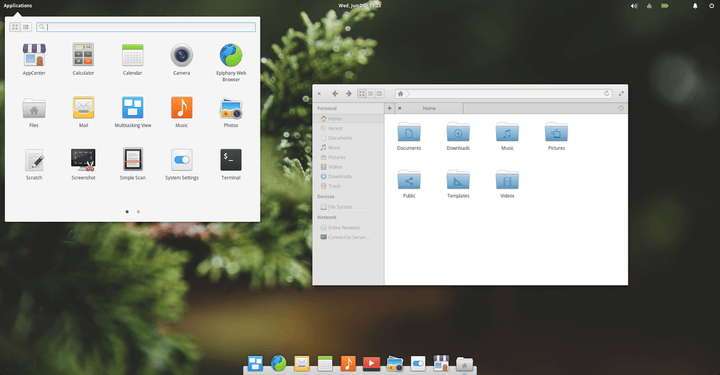 Applications
Wed, Jun
AppCenter
Calculator
Calendar
Camera
Epiphany Web
Browser
Files
Mail
Multitasking View
Music
Photos
Scratch
Screenshot
Simple Scan
System Settings
Terminal
Personal
Home
Recent
Documents
Music
Pictures
Videos
Downloads
Trash
Devices
File System
Network
Entire Network
Connect to Server...
Home
Documents
Downloads
Music
Pictures
Public
Templates
Videos